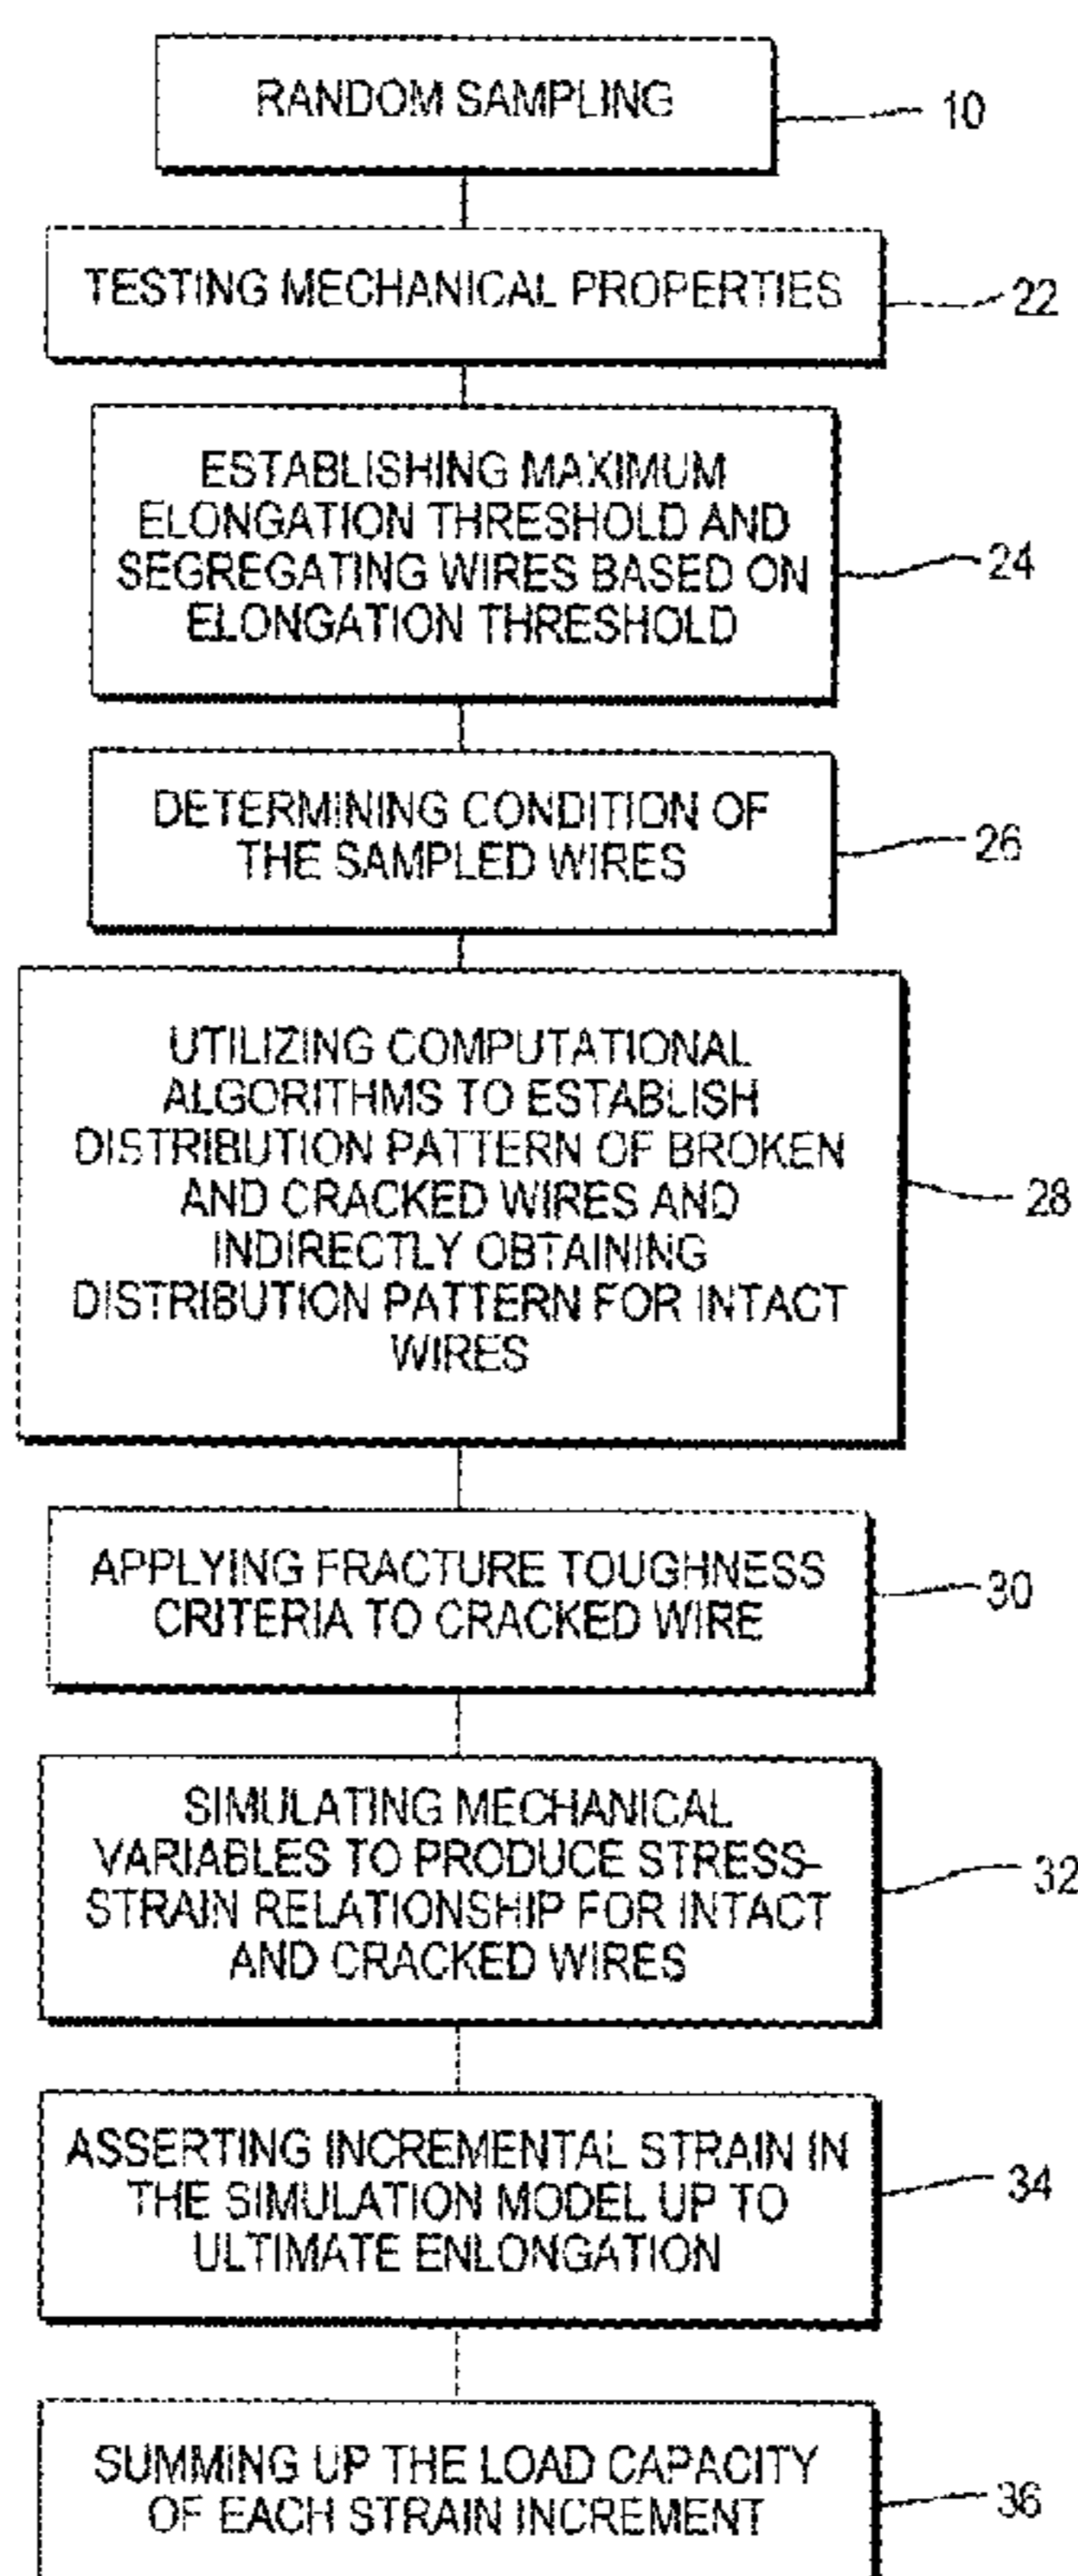 RANDOM SAMPLING
10
TESTING MECHANICAL PROPERTIES
22
ESTABLISHING MAXIMUM
ELONGATION THRESHOLD AND
SEGREGATING WIRES BASED ON
ELONGATION THRESHOLD
24
DETERMINING CONDITION OF
THE SAMPLED WIRES
26
UTILIZING COMPUTATIONAL
ALGORITHMS TO ESTABLISH
DISTRIBUTION PATTERN OF BROKEN
AND CRACKED WIRES AND
INDIRECTLY OBTAINING
DISTRIBUTION PATTERN FOR INTACT
WIRES
28
APPLYING FRACTURE TOUGHNESS
CRITERIA TO CRACKED WIRE
30
SIMULATING MECHANICAL
VARIABLES TO PRODUCE STRESS-
STRAIN RELATIONSHIP FOR INTACT
AND CRACKED WIRES
32
ASSERTING INCREMENTAL STRAIN IN
THE SIMULATION MODEL UP TO
ULTIMATE ENLONGATION
34
SUMMING UP THE LOAD CAPACITY
OF EACH STRAIN INCREMENT
36